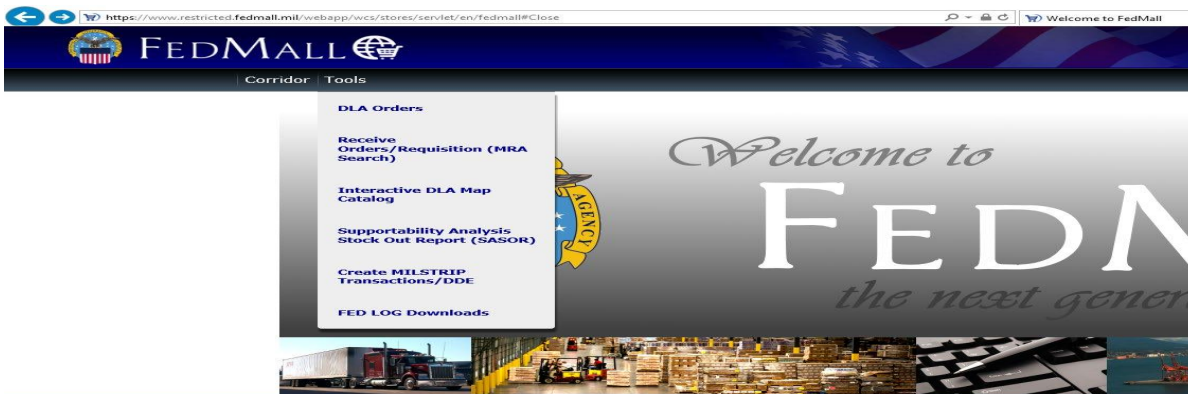 https://www.restricted.fedmall.mil/webapp/wcs/stores/servlet/en/fedmall#Close
Welcome to FedMall
FEDMALL
Corridor Tools
DLA Orders
Receive
Orders/Requisition (MRA
Search)
Interactive DLA Map
Catalog
Supportability Analysis
Stock Out Report (SASOR)
Create MILSTRIP
Transactions/DDE
FED LOG Downloads
AGENCY
Welcome to
FEDM
the next gener